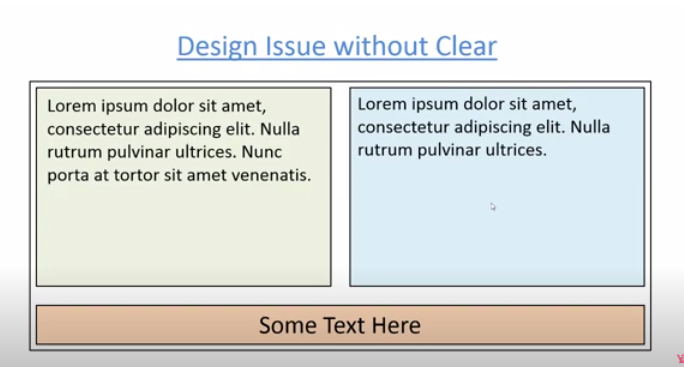 Design Issue without Clear
Lorem ipsum dolor sit amet,
consectetur adipiscing elit. Nulla
rutrum pulvinar ultrices. Nunc
porta at tortor sit amet venenatis.
Lorem ipsum dolor sit amet,
consectetur adipiscing elit. Nulla
rutrum pulvinar ultrices.
Some Text Here